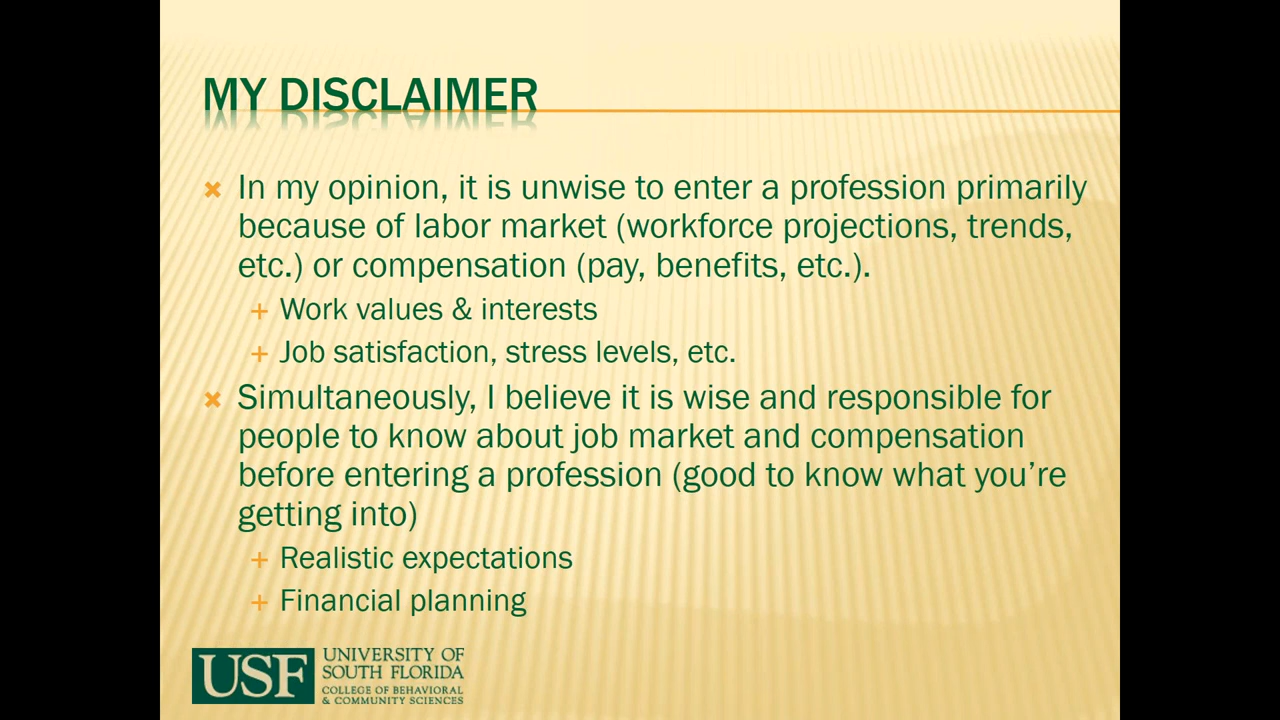 MY DISCLAIMER
In my opinion, it is unwise to enter a profession primarily
because of labor market (workforce projections, trends,
etc.) or compensation (pay, benefits, etc.).
Work values & interests
Job satisfaction, stress levels, etc.
Simultaneously, I believe it is wise and responsible for
people to know about job market and compensation
before entering a profession (good to know what you’re
getting into)
Realistic expectations
Financial planning
USF
UNIVERSITY OF
SOUTH FLORIDA
COLLEGE OF BEHAVIORAL
& COMMUNITY SCIENCES